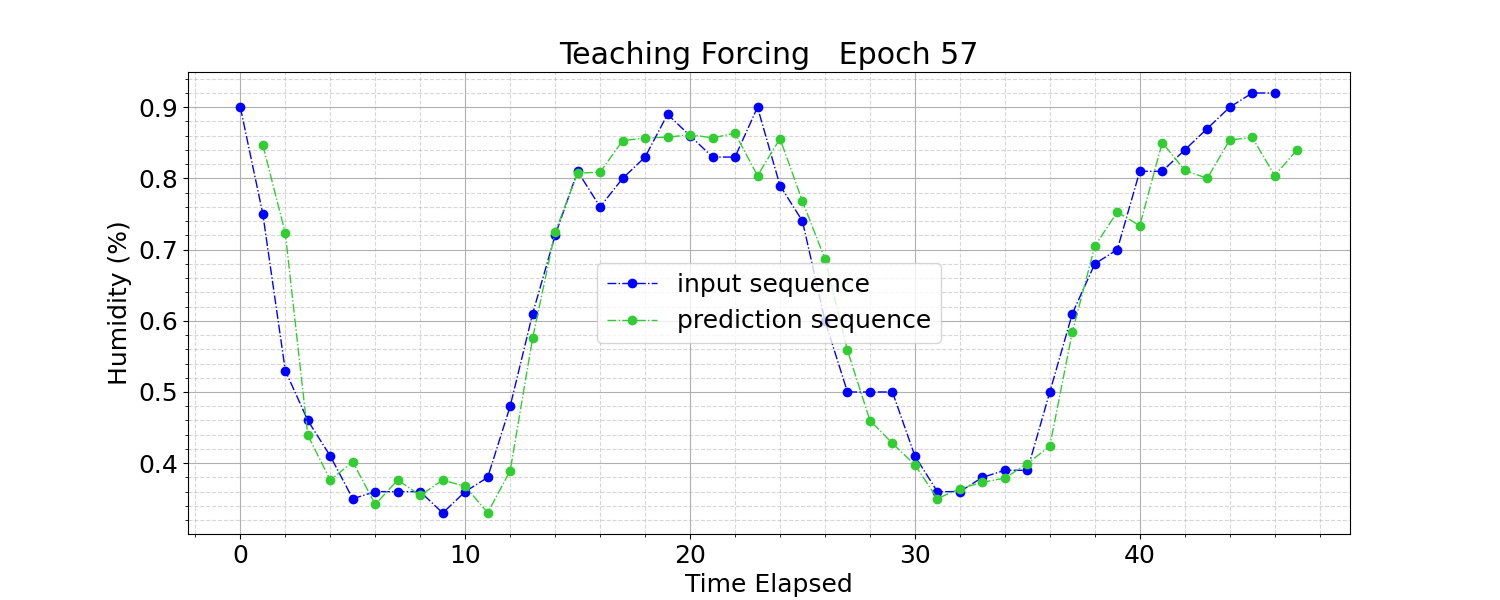 Teaching Forcing   Epoch 57
Humidity (%)
0.9
0.8
0.7
0.6
0.5
0.4
input sequence
prediction sequence
0 10 20 30 40
Time Elapsed